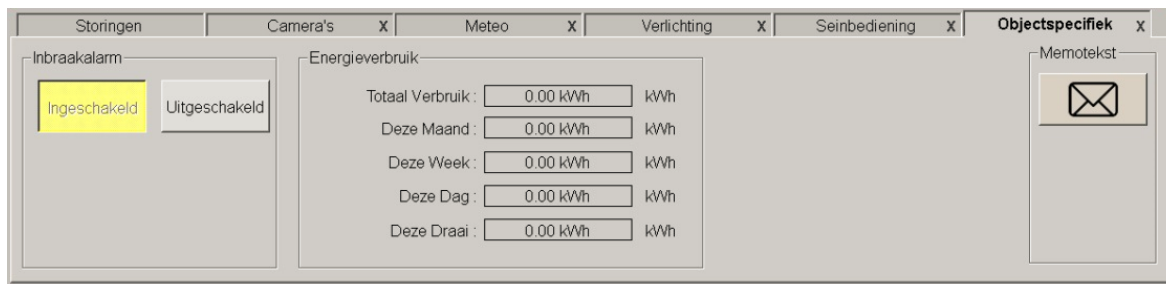 Storingen Camera's X Meteo X Verlichting X Seinbediening X Objectspecifiek X
Inbraakalarm
Ingeschakeld Uitgeschakeld
Energieverbruik
Totaal Verbruik : 0.00 kWh kWh
Deze Maand : 0.00 kWh kWh
Deze Week : 0.00 kWh kWh
Deze Dag : 0.00 kWh kWh
Deze Draai : 0.00 kWh kWh
Memotekst